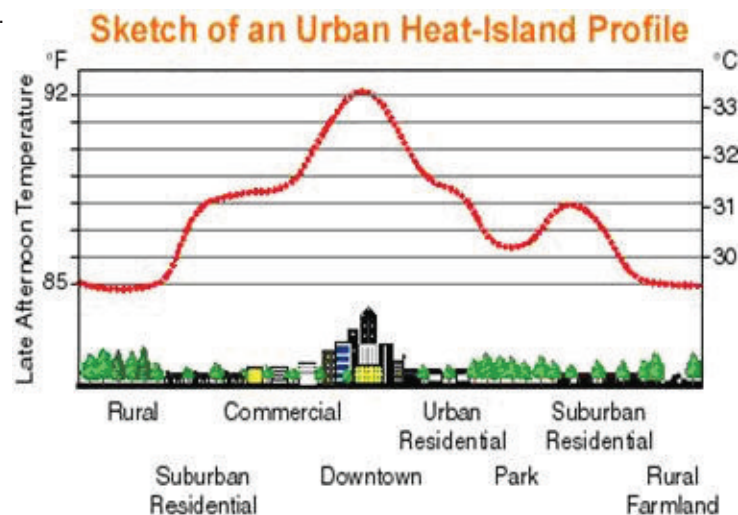 Sketch of an Urban Heat-Island Profile
°F
°C
Late Afternoon Temperature
92
85
33
32
31
30
Rural
Commercial
Urban
Residential
Suburban
Residential
Suburban
Residential
Downtown
Park
Rural
Farmland